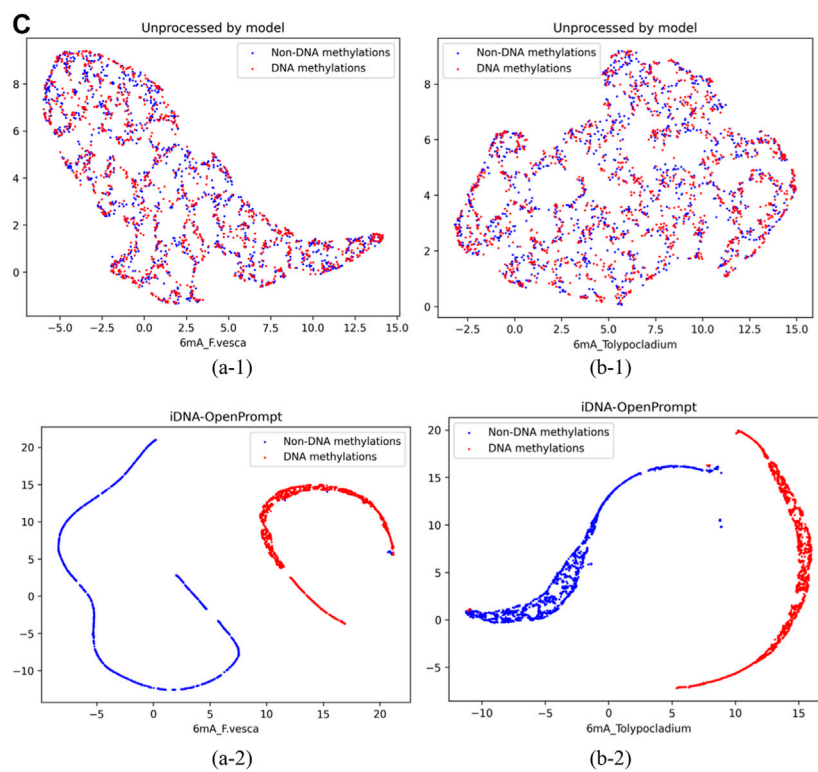 C
Unprocessed by model
Non-DNA methylations
DNA methylations
8
6
4
2
0
−5.0 −2.5 0.0 2.5 5.0 7.5 10.0 12.5 15.0
6mA_F.vesca
(a-1)
Unprocessed by model
Non-DNA methylations
DNA methylations
8
6
4
2
0
−2.5 0.0 2.5 5.0 7.5 10.0 12.5 15.0
6mA_Tolypocladium
(b-1)
iDNA-OpenPrompt
Non-DNA methylations
DNA methylations
20
15
10
5
0
−5
−10
−5 0 5 10 15 20
6mA_F.vesca
(a-2)
iDNA-OpenPrompt
Non-DNA methylations
DNA methylations
20
15
10
5
0
−5
−10 −5 0 5 10 15
6mA_Tolypocladium
(b-2)